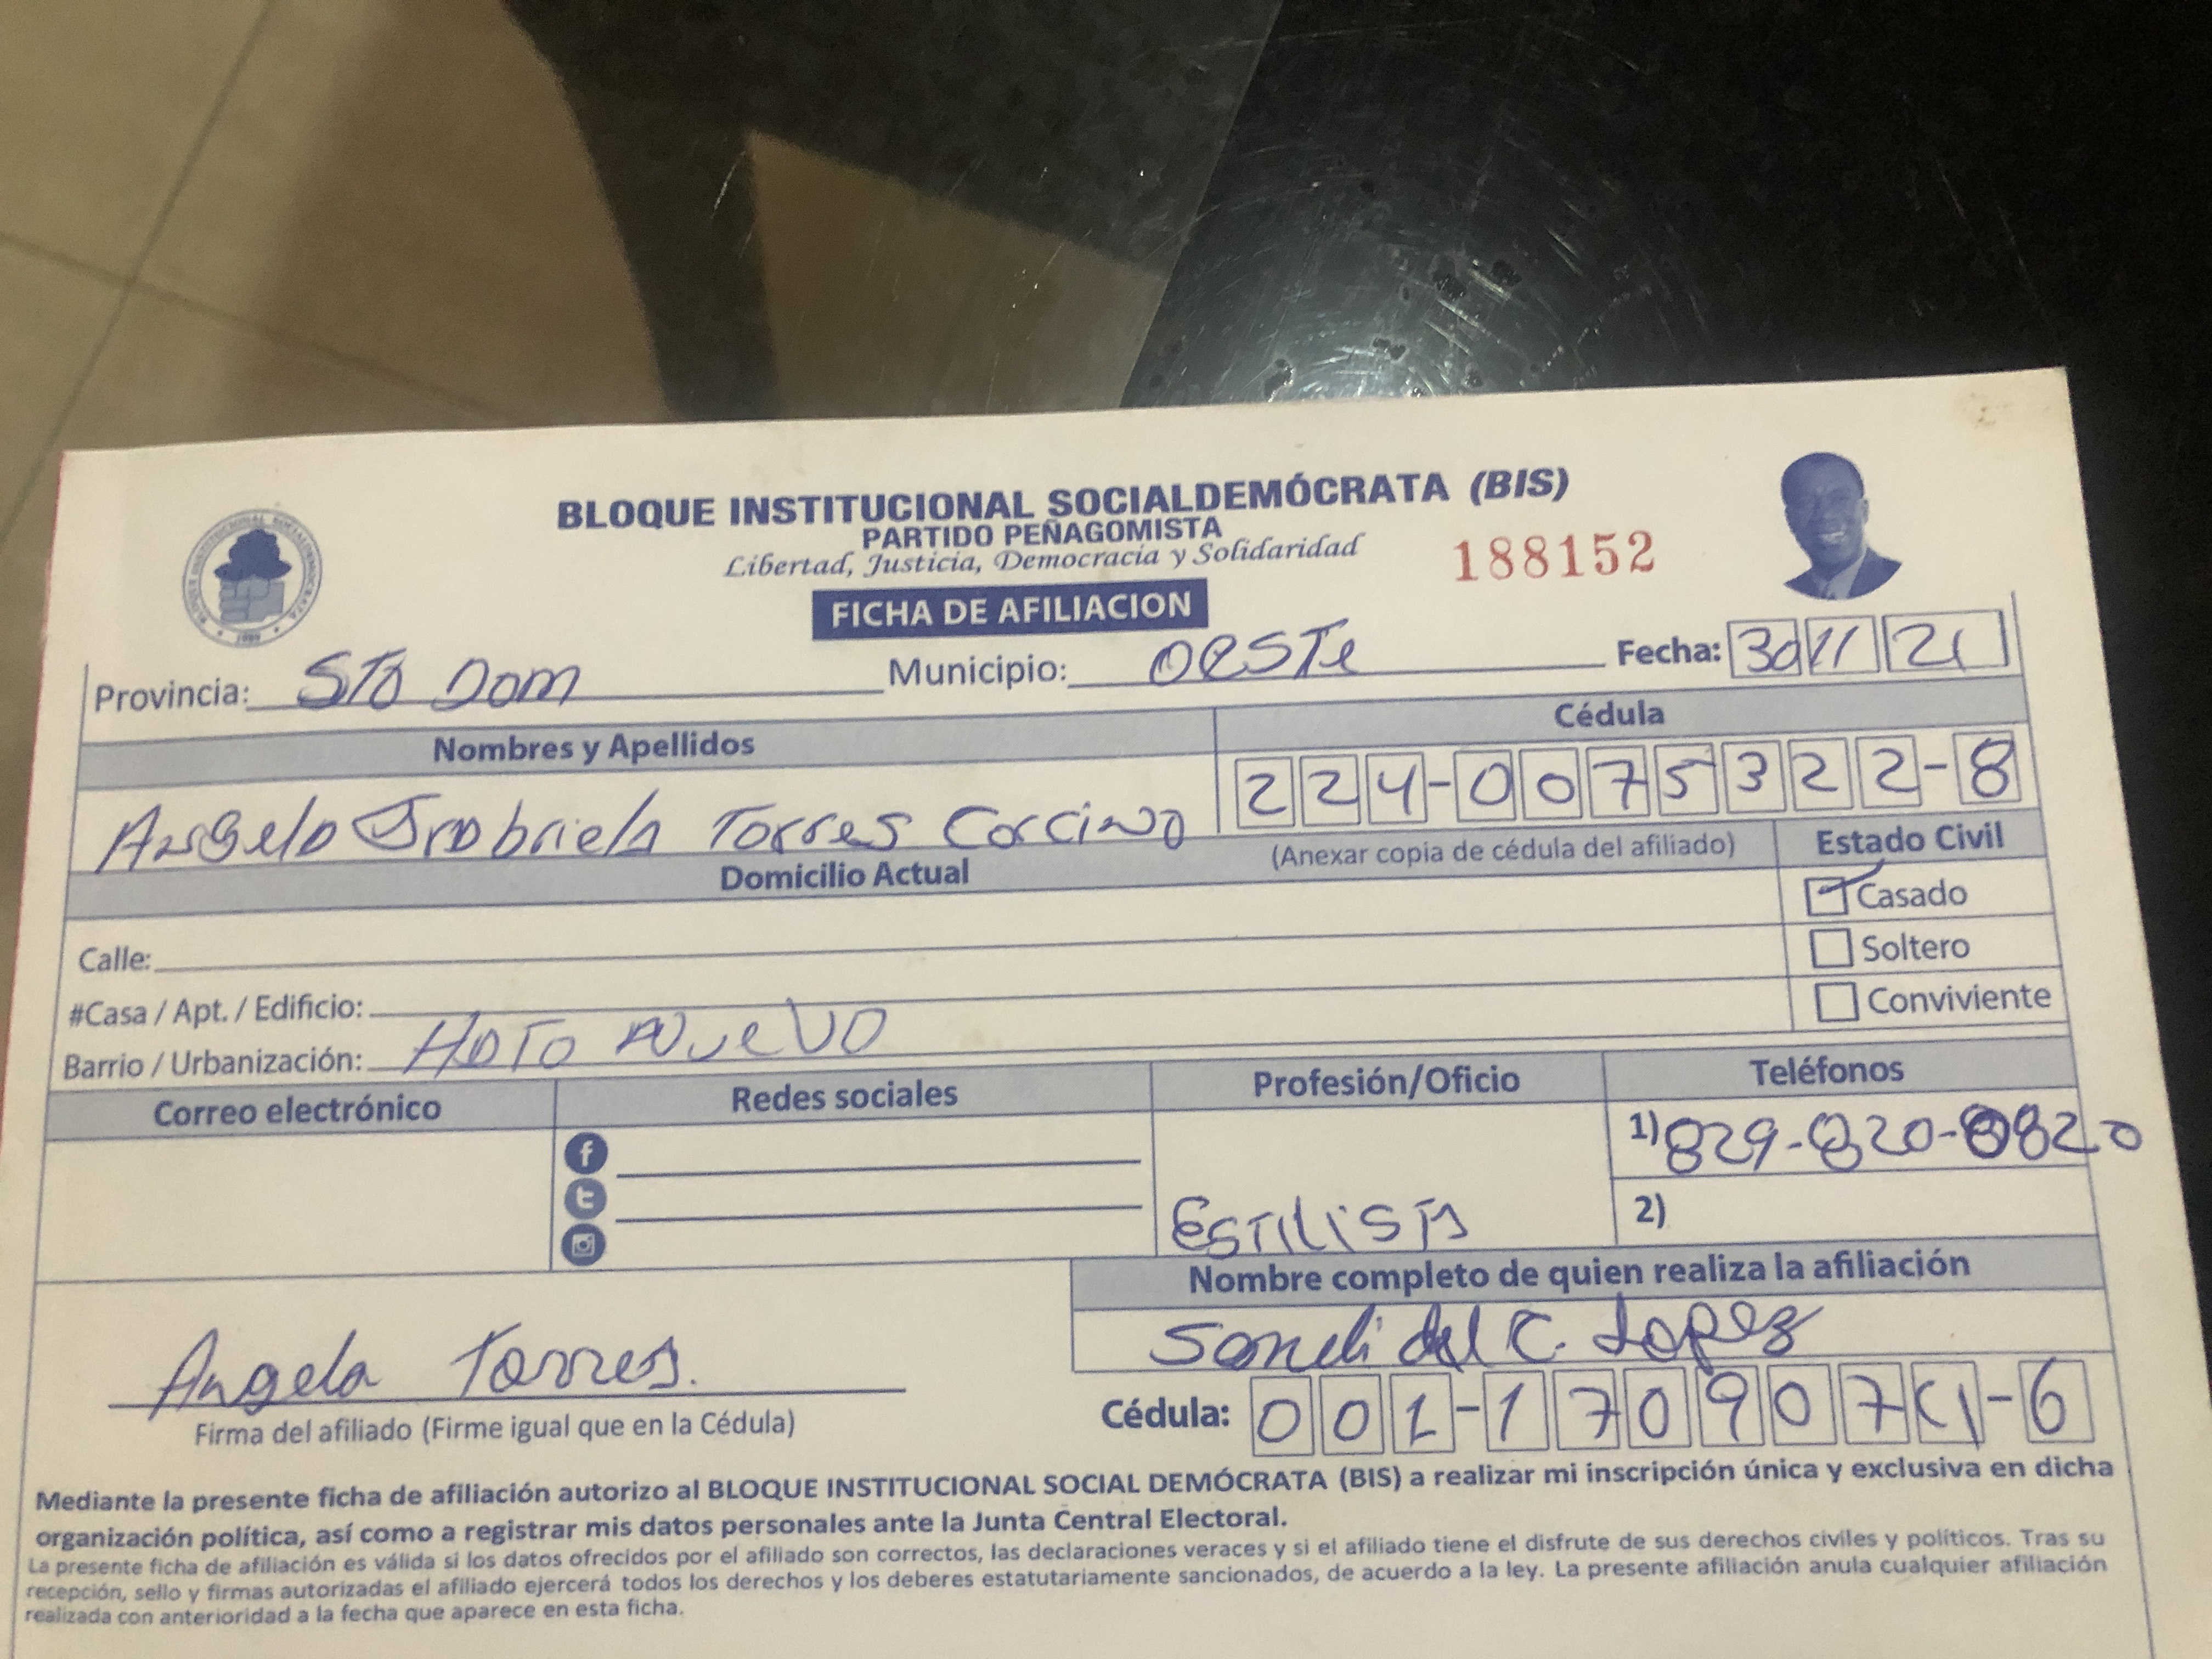 BLOQUE INSTITUCIONAL SOCIALDEMÓCRATA (BIS)
PARTIDO PEÑAGOMISTA
Libertad, Justicia, Democracia y Solidaridad
188152
FICHA DE AFILIACION
Provincia: STO DOM Municipio: OESTE Fecha: 30 11 21
Nombres y Apellidos Cédula
Angela Grabriela Torres Corcino 224-0075322-8
(Anexar copia de cédula del afiliado) Estado Civil
Domicilio Actual
Casado
Calle: Soltero
#Casa / Apt. / Edificio: Conviviente
Barrio / Urbanización: HATO NUEVO
Correo electrónico Redes sociales Profesión/Oficio Teléfonos
1) 829-820-8820
ESTILISTA 2)
Nombre completo de quien realiza la afiliación
del C. Lopez
Angela Torres.
Firma del afiliado (Firme igual que en la Cédula) Cédula: 001-170907 -6
Mediante la presente ficha de afiliación autorizo al BLOQUE INSTITUCIONAL SOCIAL DEMÓCRATA (BIS) a realizar mi inscripción única y exclusiva en dicha
organización política, así como a registrar mis datos personales ante la Junta Central Electoral.
La presente ficha de afiliación es válida si los datos ofrecidos por el afiliado son correctos, las declaraciones veraces y si el afiliado tiene el disfrute de sus derechos civiles y políticos. Tras su
recepción, sello y firmas autorizadas el afiliado ejercerá todos los derechos y los deberes estatutariamente sancionados, de acuerdo a la ley. La presente afiliación anula cualquier afiliación
realizada con anterioridad a la fecha que aparece en esta ficha.